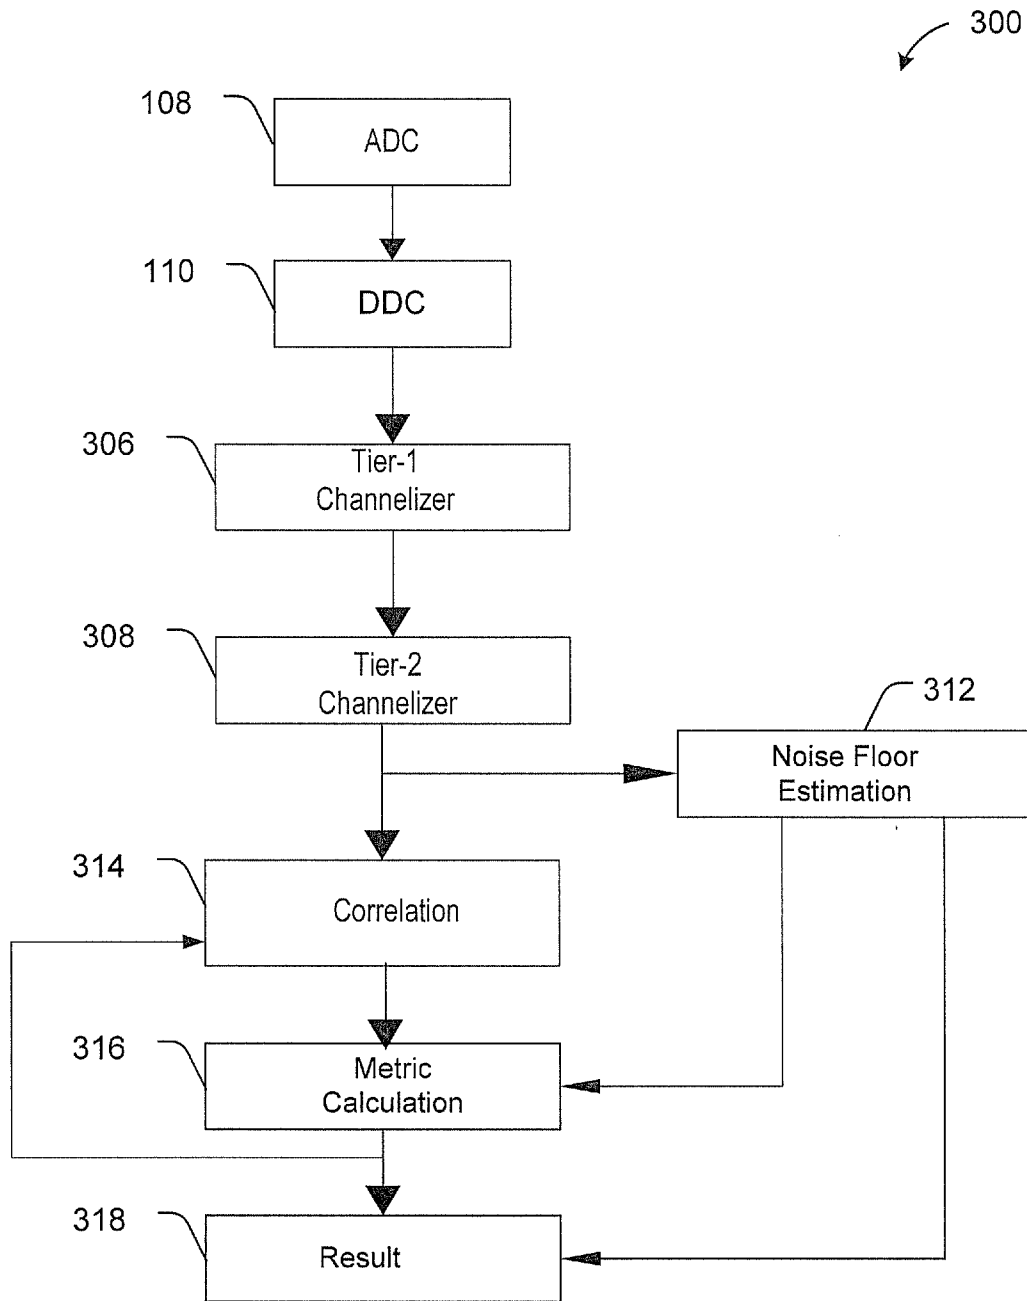 300
108
ADC
110
DDC
306
Tier-1
Channelizer
308
Tier-2
Channelizer
312
Noise Floor
Estimation
314
Correlation
316
Metric
Calculation
318
Result